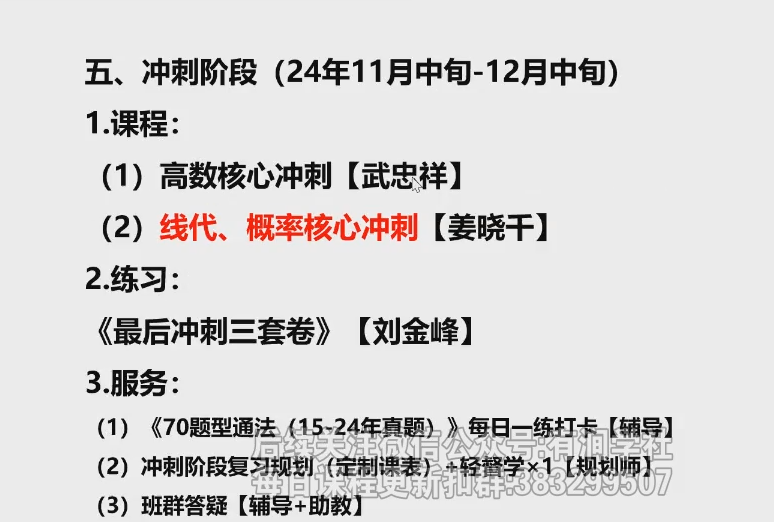 五、冲刺阶段（24年11月中旬-12月中旬）
1.课程：
（1）高数核心冲刺【武忠祥】
（2）线代、概率核心冲刺【姜晓千】
2.练习：
《最后冲刺三套卷》【刘金峰】
3.服务：
（1）《70题型通法（15-24年真题）》每日一练打卡【辅导】
后续关注微信公众号:有润学社
（2）冲刺阶段复习规划（定制课表）+轻督学×1【规划师】
每日课程更新扣群:383299507
（3）班群答疑【辅导+助教】